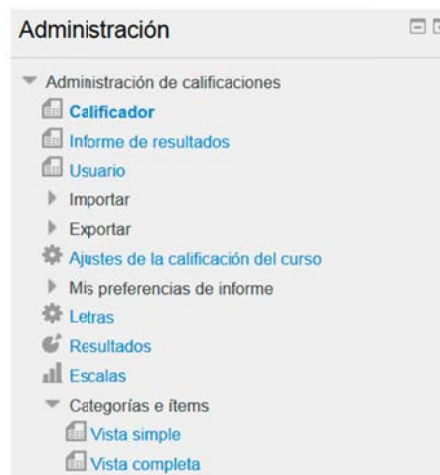 Administración
Administración de calificaciones
Calificador
Informe de resultados
Usuario
Importar
Exportar
Ajustes de la calificación del curso
Mis preferencias de informe
Letras
Resultados
Escalas
Categorías e ítems
Vista simple
Vista completa